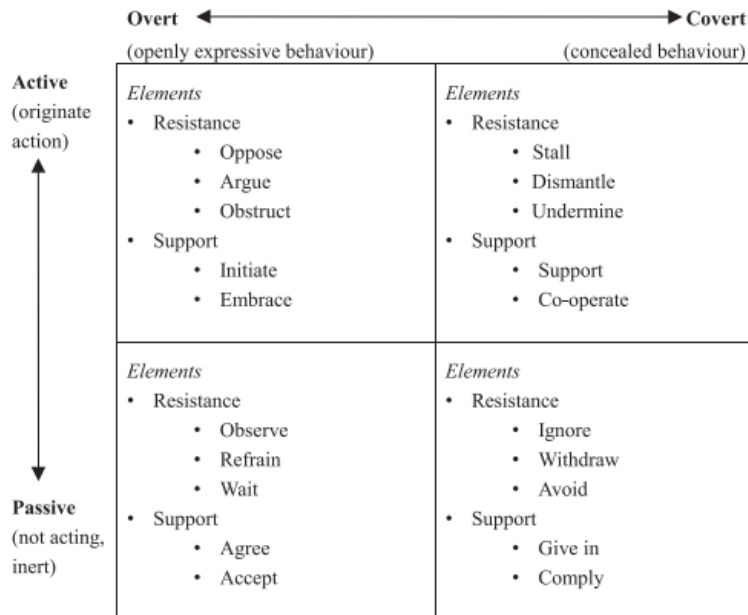 Overt
Covert
(openly expressive behaviour)
(concealed behaviour)
Active
(originate
action)
Elements
• Resistance
• Oppose
• Argue
• Obstruct
• Support
• Initiate
• Embrace
Elements
• Resistance
• Stall
• Dismantle
• Undermine
• Support
• Support
• Co-operate
Passive
(not acting,
inert)
Elements
• Resistance
• Observe
• Refrain
• Wait
• Support
• Agree
• Accept
Elements
• Resistance
• Ignore
• Withdraw
• Avoid
• Support
• Give in
• Comply